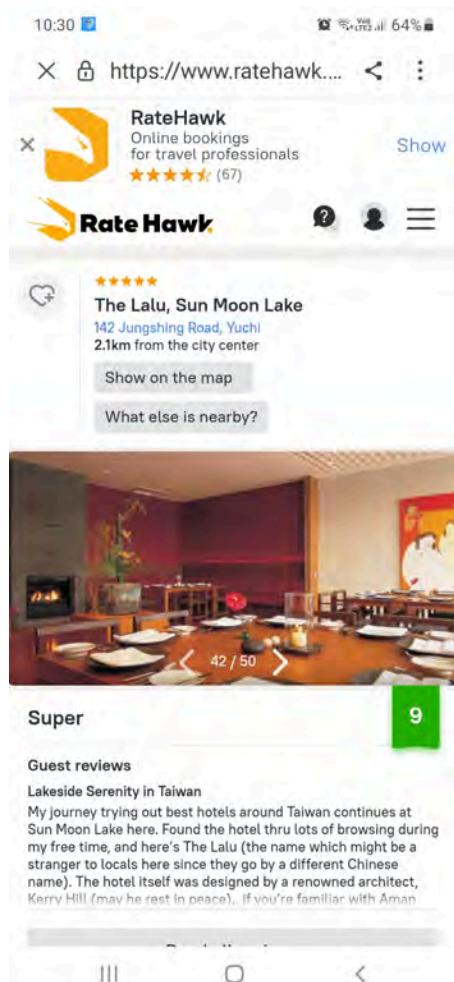 10:30
64%
https://www.ratehawk....
RateHawk
Online bookings
for travel professionals
(67)
Show
RateHawk
The Lalu, Sun Moon Lake
142 Jungshing Road, Yuchi
2.1km from the city center
Show on the map
What else is nearby?
42 / 50
Super
9
Guest reviews
Lakeside Serenity in Taiwan
My journey trying out best hotels around Taiwan continues at
Sun Moon Lake here. Found the hotel thru lots of browsing during
my free time, and here's The Lalu (the name which might be a
stranger to locals here since they go by a different Chinese
name). The hotel itself was designed by a renowned architect,
Kerry Hill (may he rest in peace).. If you're familiar with Aman